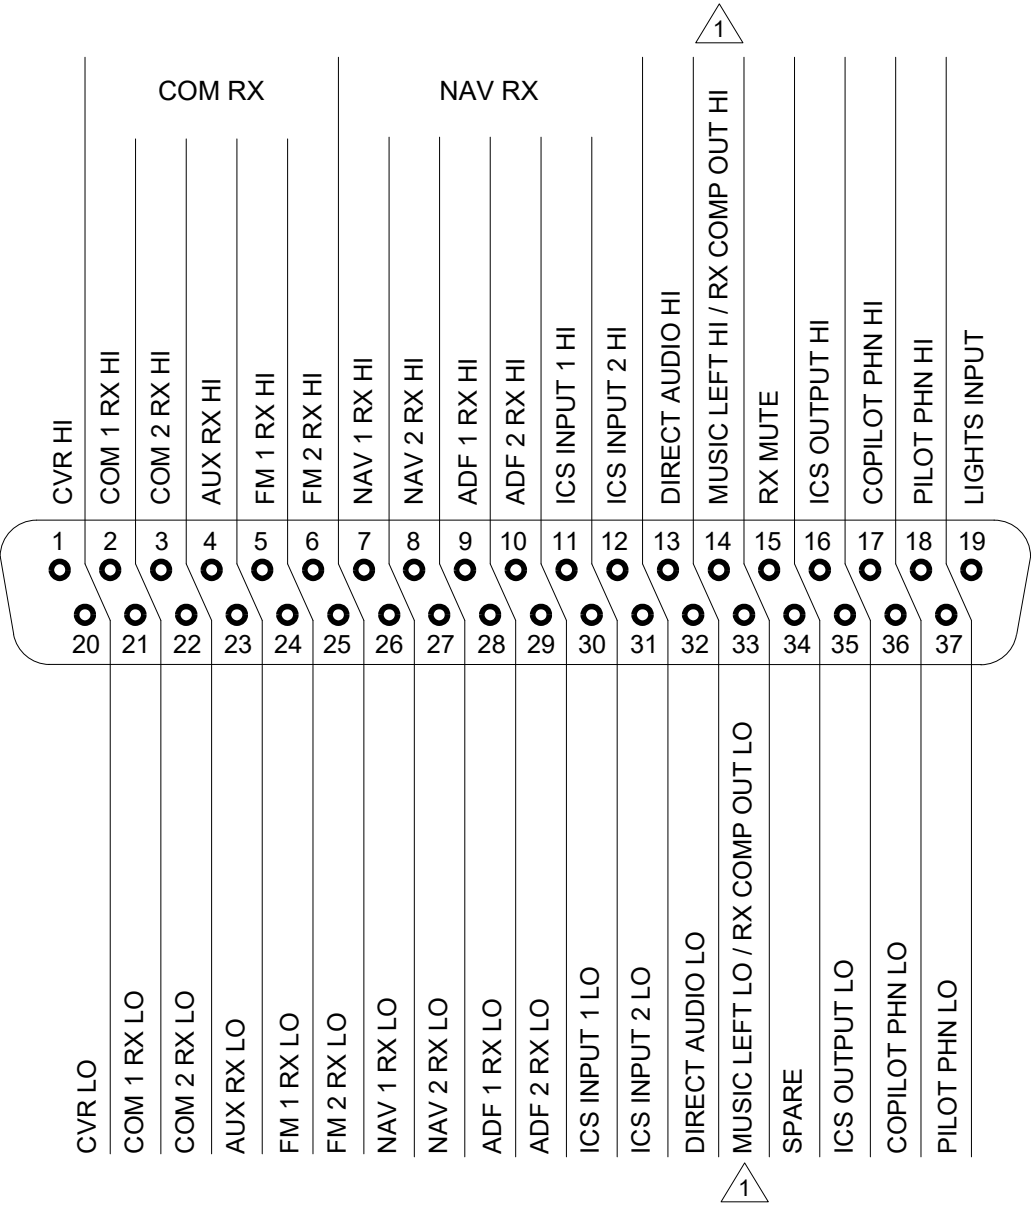 1
COM RX
NAV RX
CVR HI
COM 1 RX HI
COM 2 RX HI
AUX RX HI
FM 1 RX HI
FM 2 RX HI
NAV 1 RX HI
NAV 2 RX HI
ADF 1 RX HI
ADF 2 RX HI
ICS INPUT 1 HI
ICS INPUT 2 HI
DIRECT AUDIO HI
MUSIC LEFT HI / RX COMP OUT HI
RX MUTE
ICS OUTPUT HI
COPILOT PHN HI
PILOT PHN HI
LIGHTS INPUT
1 2 3 4 5 6 7 8 9 10 11 12 13 14 15 16 17 18 19
20 21 22 23 24 25 26 27 28 29 30 31 32 33 34 35 36 37
CVR LO
COM 1 RX LO
COM 2 RX LO
AUX RX LO
FM 1 RX LO
FM 2 RX LO
NAV 1 RX LO
NAV 2 RX LO
ADF 1 RX LO
ADF 2 RX LO
ICS INPUT 1 LO
ICS INPUT 2 LO
DIRECT AUDIO LO
MUSIC LEFT LO / RX COMP OUT LO
SPARE
ICS OUTPUT LO
COPILOT PHN LO
PILOT PHN LO
1